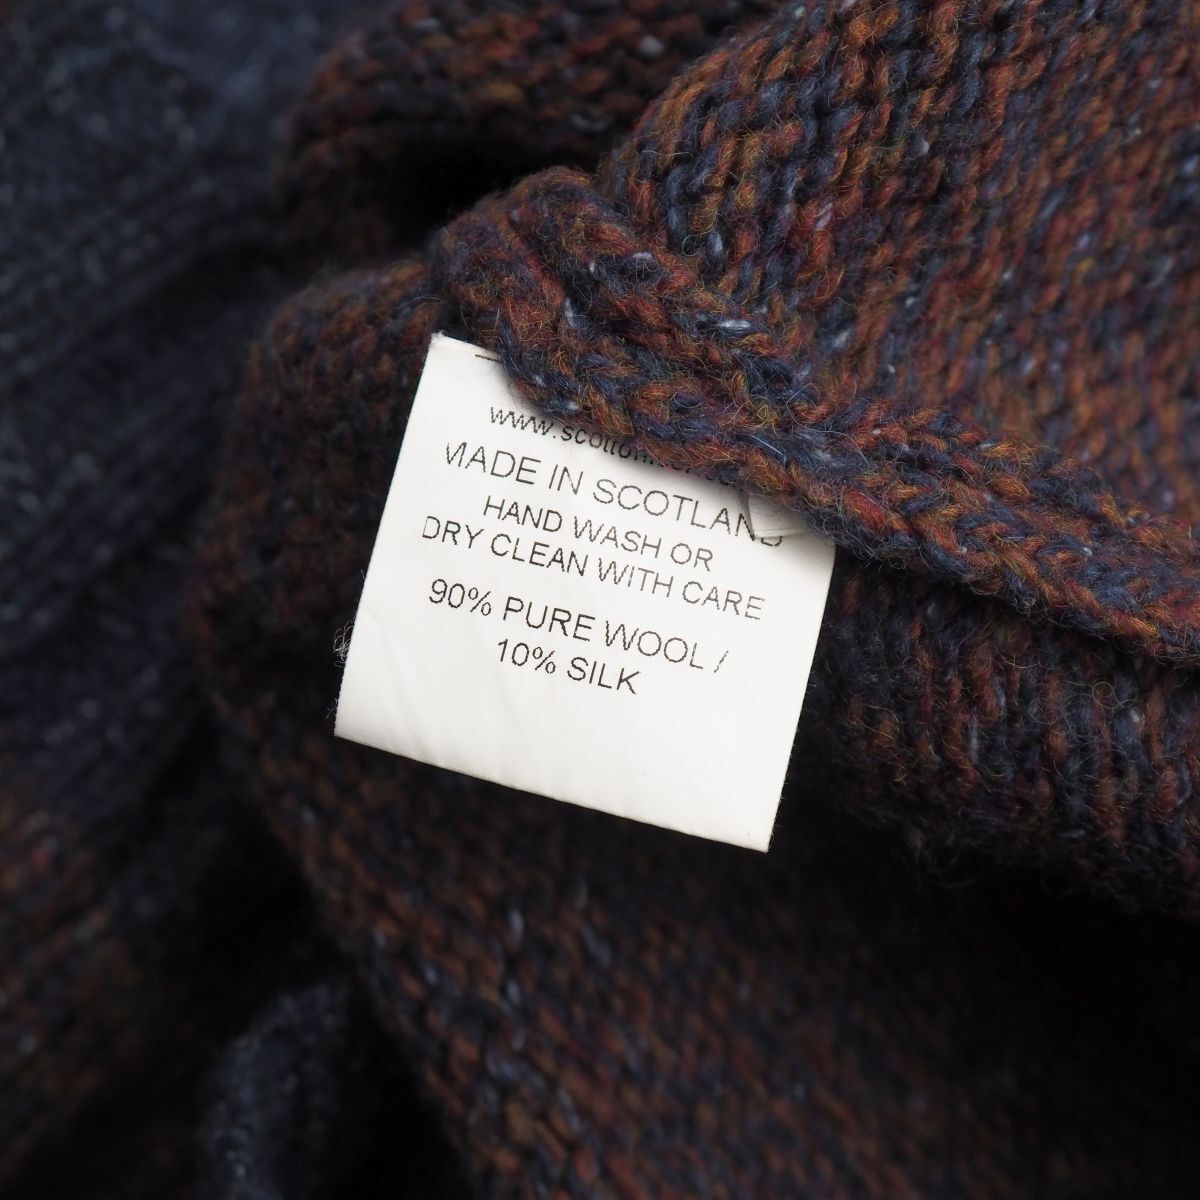 MADE IN SCOTLAND
HAND WASH OR
DRY CLEAN WITH CARE
90% PURE WOOL /
10% SILK